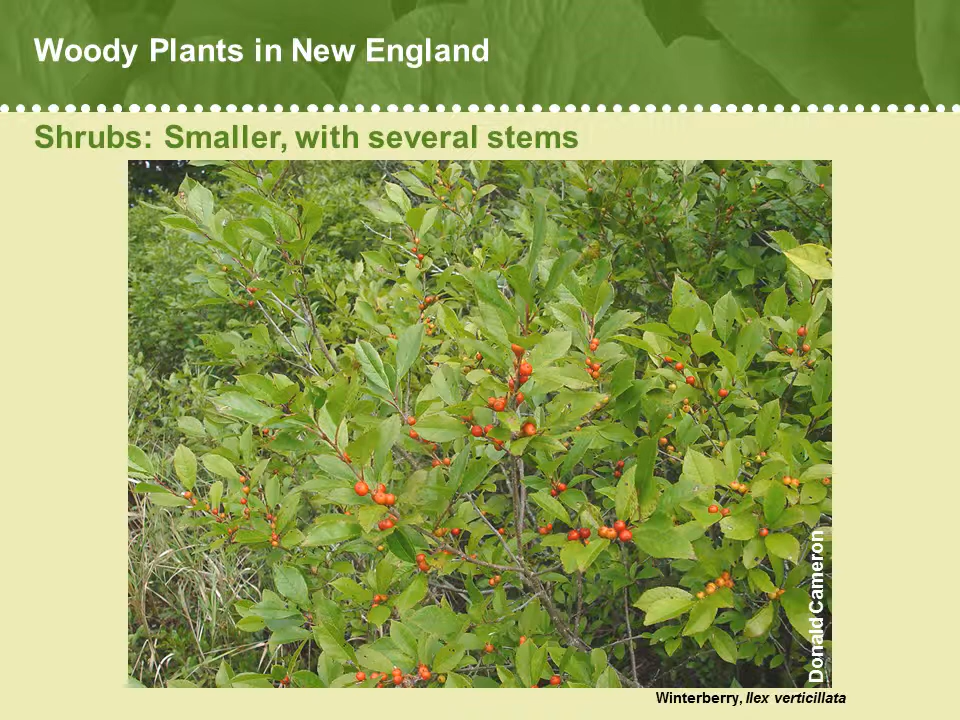 Woody Plants in New England
Shrubs: Smaller, with several stems
Donald Cameron
Winterberry, Ilex verticillata